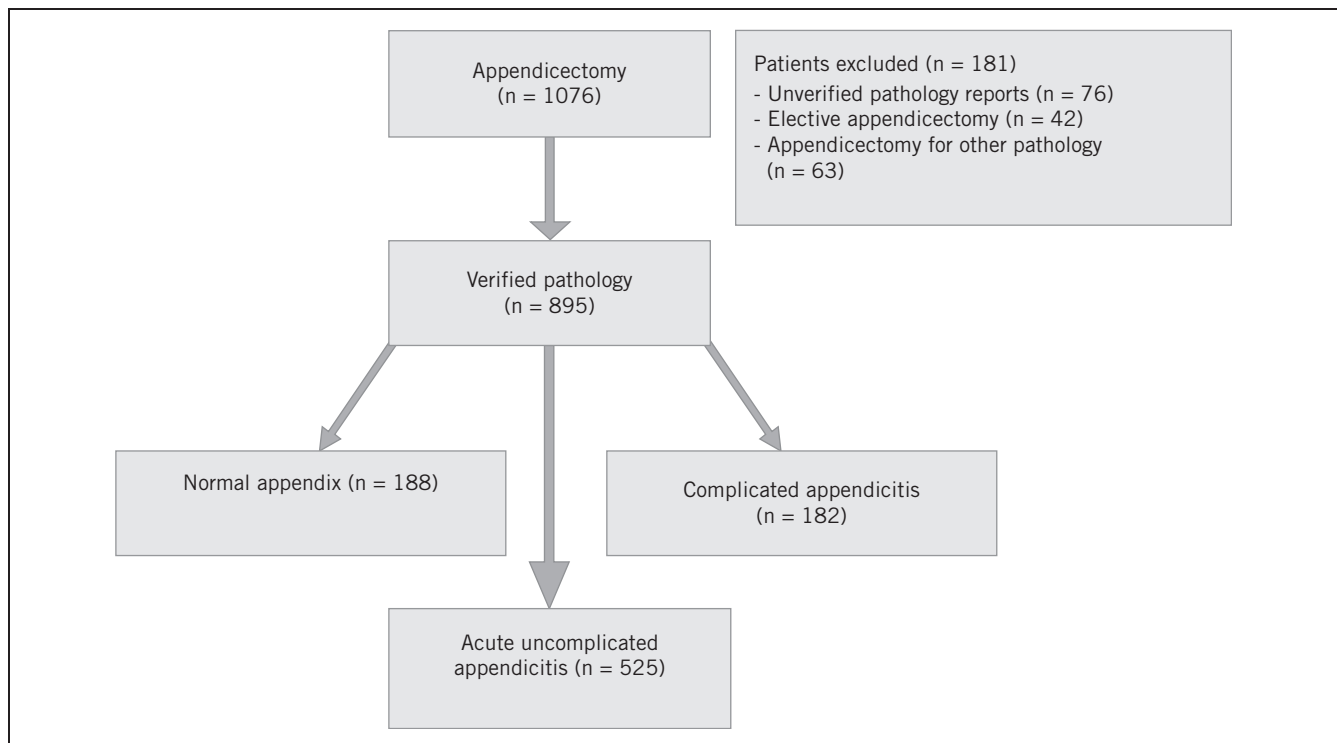 Appendicectomy
(n = 1076)
Patients excluded (n = 181)
- Unverified pathology reports (n = 76)
- Elective appendicectomy (n = 42)
- Appendicectomy for other pathology
(n = 63)
Verified pathology
(n = 895)
Normal appendix (n = 188)
Complicated appendicitis
(n = 182)
Acute uncomplicated
appendicitis (n = 525)